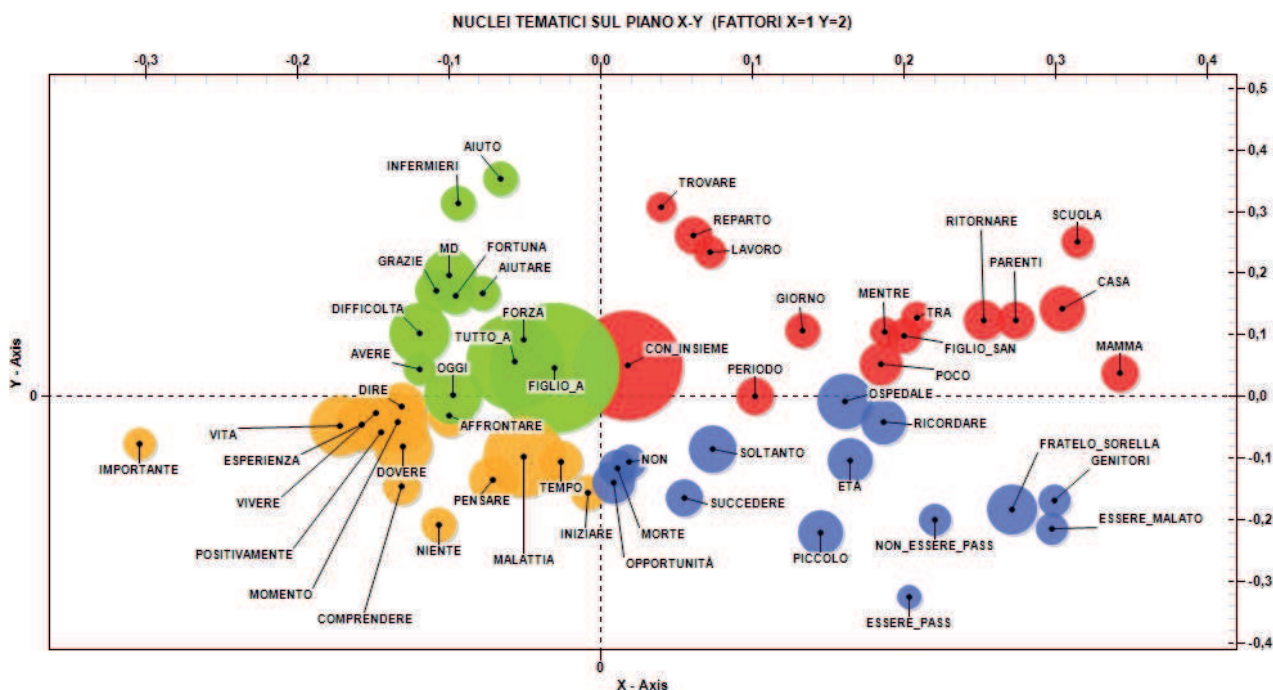 NUCLEI TEMATICI SUL PIANO X-Y (FATTORI X=1 Y=2)
-0,3 -0,2 -0,1 0,0 0,1 0,2 0,3 0,4
0,5
AIUTO
INFERMIERI
0,4
TROVARE
0,3
REPARTO
RITORNARE
SCUOLA
MD
FORTUNA
LAVORO
PARENTI
GRAZIE
AIUTARE
0,2
CASA
DIFFICOLTA
FORZA
GIORNO
MENTRE
TRA
TUTTO_A
0,1
AVERE
OGGI
CON_INSIEME
FIGLIO_SAN
MAMMA
FIGLIO_A
PERIODO
POCO
Y - Axis
DIRE
OSPEDALE
0
0,0
AFFRONTARE
RICORDARE
VITA
FRATELO_SORELLA
ESPERIENZA
NON
SOLTANTO
GENITORI
IMPORTANTE
DOVERE
-0,1
VIVERE
PENSARE
TEMPO
ETA
SUCCEDERE
ESSERE_MALATO
POSITIVAMENTE
NIENTE
MALATTIA
INIZIARE
MORTE
PICCOLO
NON_ESSERE_PASS
-0,2
MOMENTO
OPPORTUNITÀ
COMPRENDERE
-0,3
ESSERE_PASS
-0,4
0
X - Axis